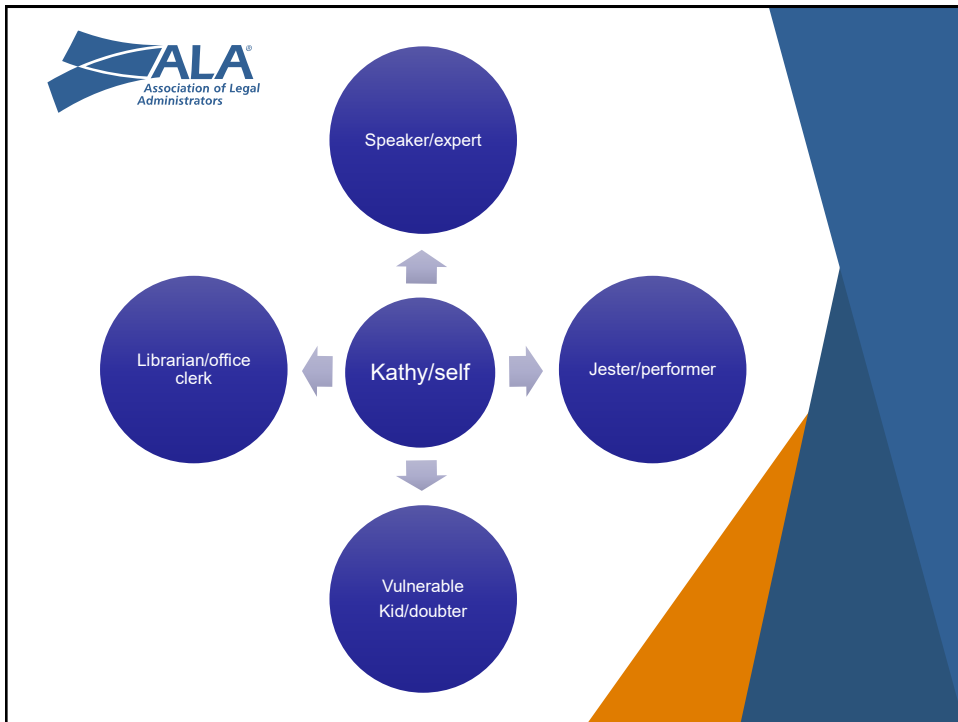 ALA®
Association of Legal
Administrators
Speaker/expert
Librarian/office
clerk
Kathy/self
Jester/performer
Vulnerable
Kid/doubter